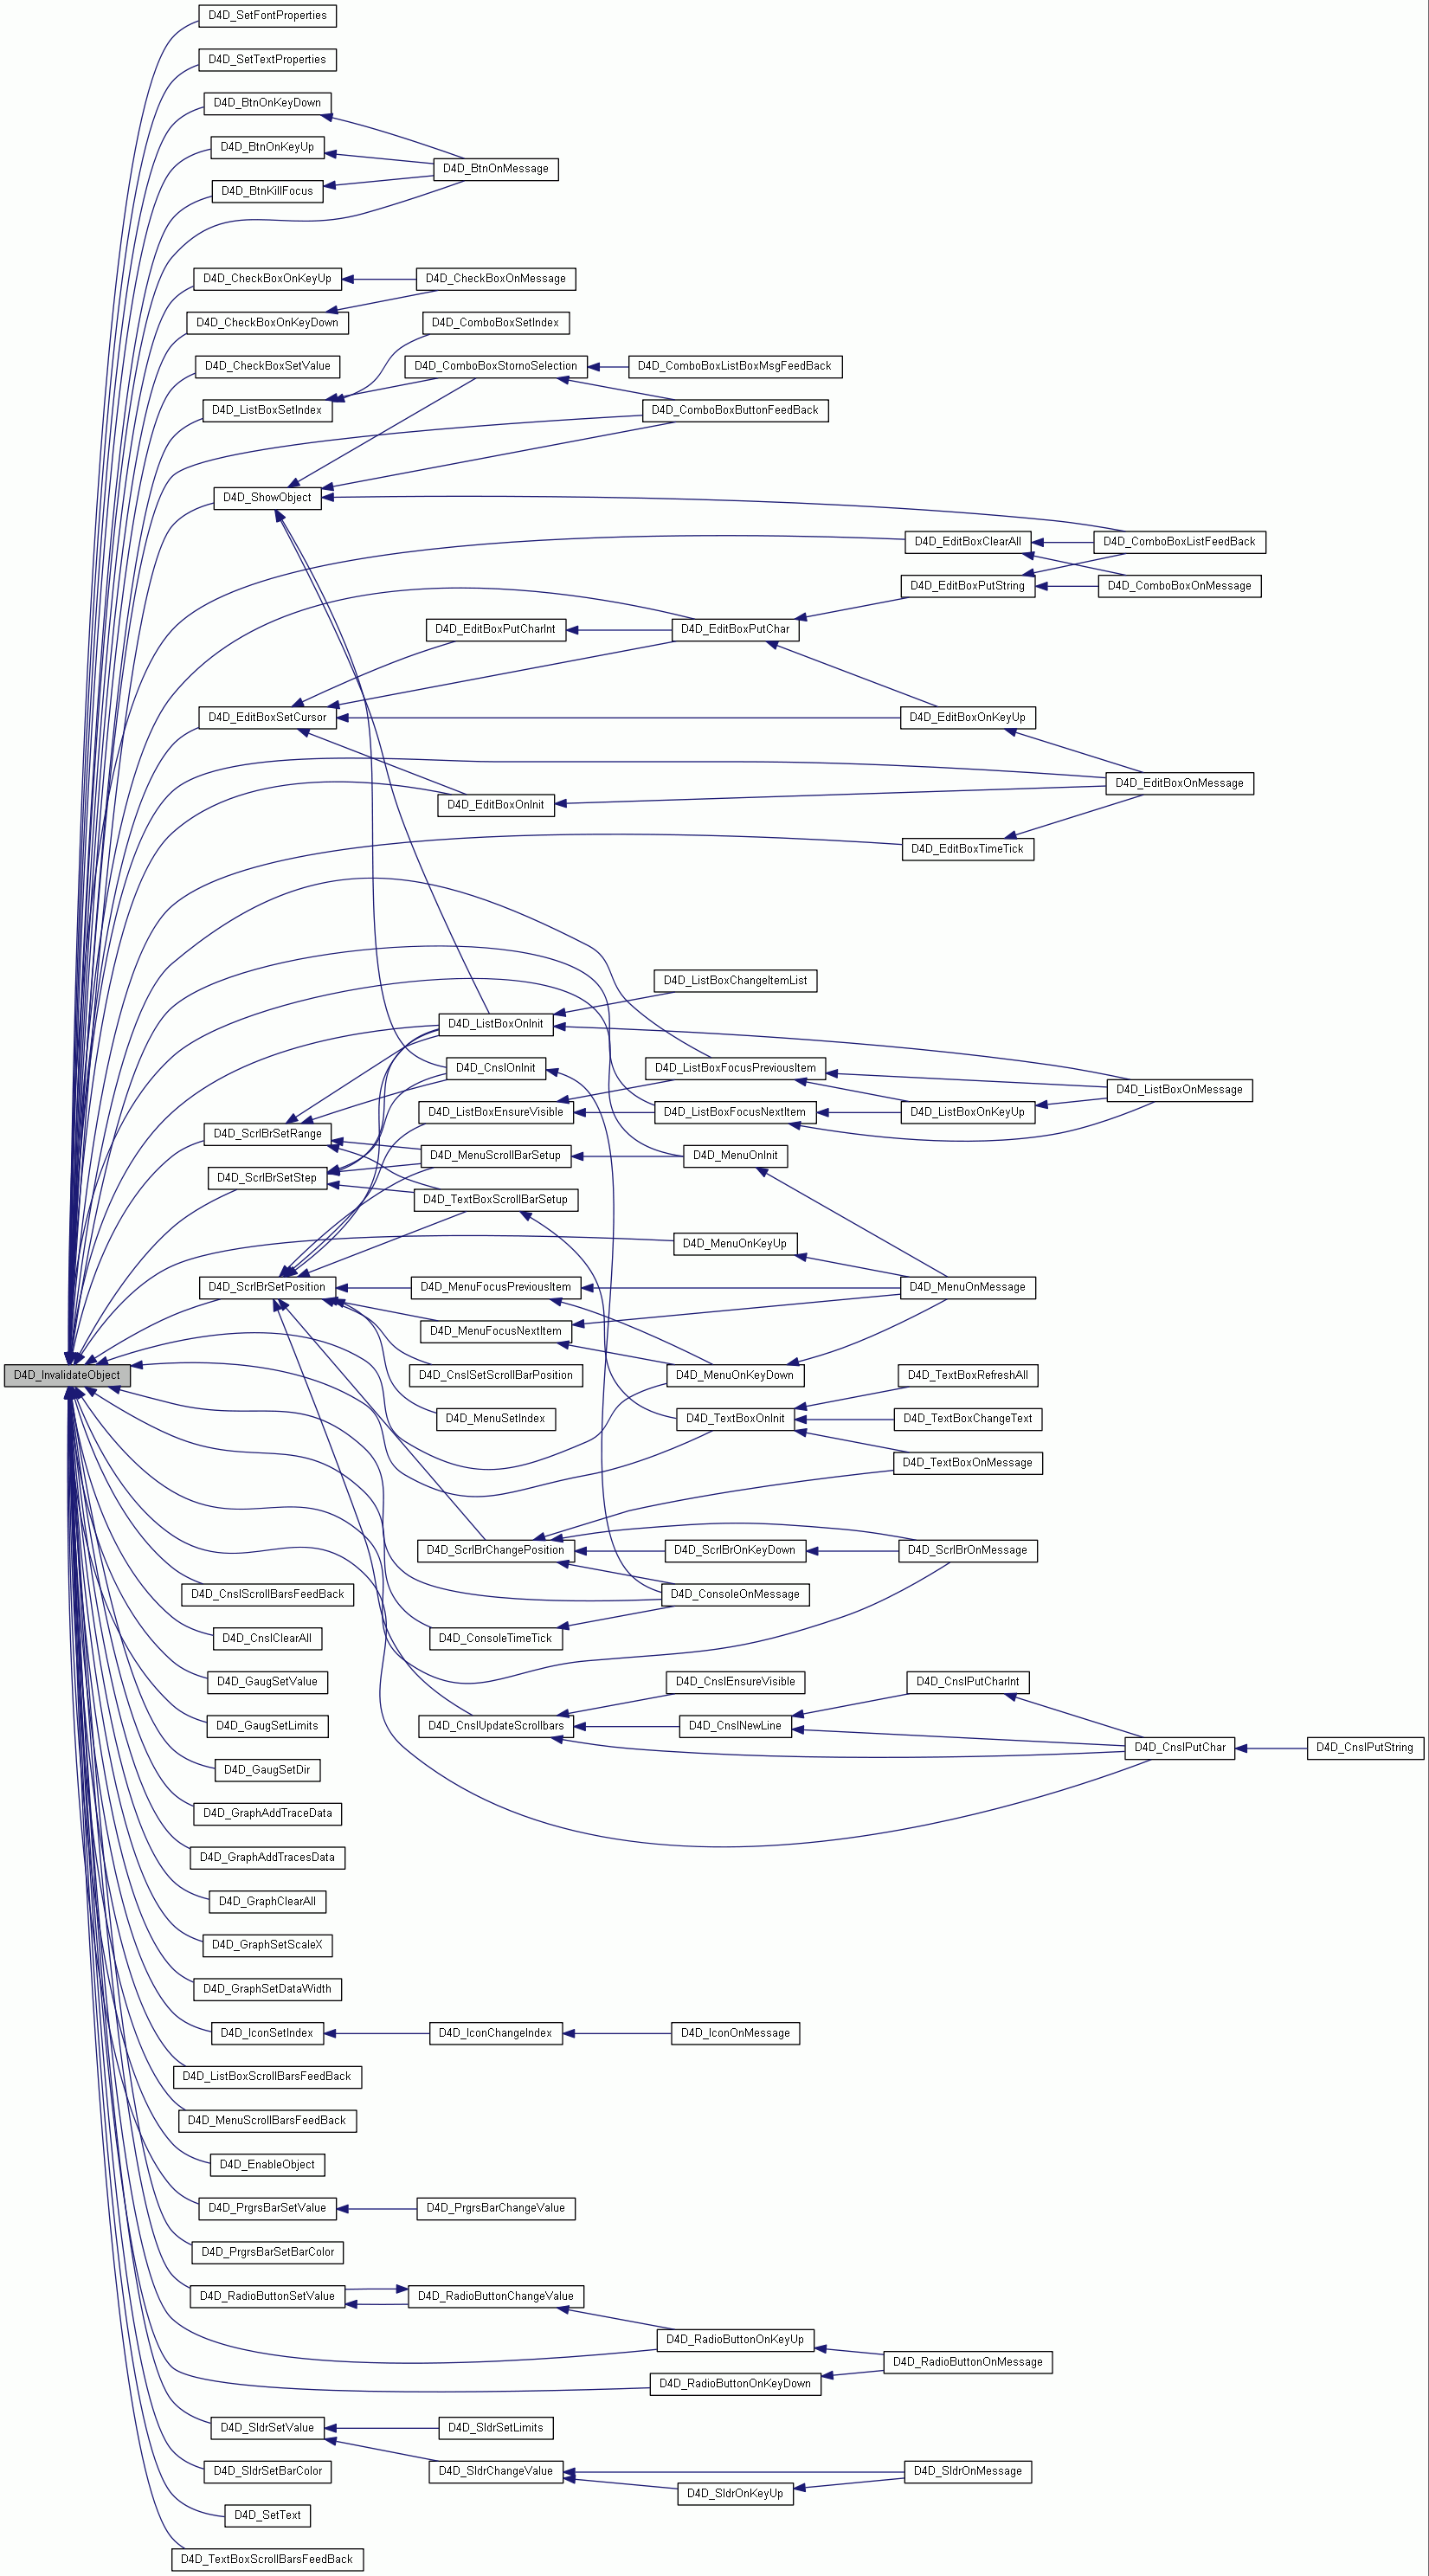 D4D_SetFontProperties
D4D_SetTextProperties
D4D_BtnOnKeyDown
D4D_BtnOnKeyUp
D4D_BtnOnMessage
D4D_BtnKillFocus
D4D_CheckBoxOnKeyUp
D4D_CheckBoxOnMessage
D4D_CheckBoxOnKeyDown
D4D_ComboBoxSetIndex
D4D_CheckBoxSetValue
D4D_ComboBoxStornoSelection
D4D_ComboBoxListBoxMsgFeedBack
D4D_ListBoxSetIndex
D4D_ComboBoxButtonFeedBack
D4D_ShowObject
D4D_EditBoxClearAll
D4D_ComboBoxListFeedBack
D4D_EditBoxPutString
D4D_ComboBoxOnMessage
D4D_EditBoxPutCharInt
D4D_EditBoxPutChar
D4D_EditBoxSetCursor
D4D_EditBoxOnKeyUp
D4D_EditBoxOnMessage
D4D_EditBoxOnInit
D4D_EditBoxTimeTick
D4D_ListBoxChangeItemList
D4D_ListBoxOnInit
D4D_CnslOnInit
D4D_ListBoxFocusPreviousItem
D4D_ListBoxOnMessage
D4D_ListBoxEnsureVisible
D4D_ListBoxFocusNextItem
D4D_ListBoxOnKeyUp
D4D_ScrlBrSetRange
D4D_MenuScrollBarSetup
D4D_MenuOnInit
D4D_ScrlBrSetStep
D4D_TextBoxScrollBarSetup
D4D_MenuOnKeyUp
D4D_ScrlBrSetPosition
D4D_MenuFocusPreviousItem
D4D_MenuOnMessage
D4D_MenuFocusNextItem
D4D_InvalidateObject
D4D_CnslSetScrollBarPosition
D4D_MenuOnKeyDown
D4D_TextBoxRefreshAll
D4D_MenuSetIndex
D4D_TextBoxOnInit
D4D_TextBoxChangeText
D4D_TextBoxOnMessage
D4D_ScrlBrChangePosition
D4D_ScrlBrOnKeyDown
D4D_ScrlBrOnMessage
D4D_CnslScrollBarsFeedBack
D4D_ConsoleOnMessage
D4D_CnslClearAll
D4D_ConsoleTimeTick
D4D_GaugSetValue
D4D_CnslEnsureVisible
D4D_CnslPutCharInt
D4D_GaugSetLimits
D4D_CnslUpdateScrollbars
D4D_CnslNewLine
D4D_CnslPutChar
D4D_CnslPutString
D4D_GaugSetDir
D4D_GraphAddTraceData
D4D_GraphAddTracesData
D4D_GraphClearAll
D4D_GraphSetScaleX
D4D_GraphSetDataWidth
D4D_IconSetIndex
D4D_IconChangeIndex
D4D_IconOnMessage
D4D_ListBoxScrollBarsFeedBack
D4D_MenuScrollBarsFeedBack
D4D_EnableObject
D4D_PrgrsBarSetValue
D4D_PrgrsBarChangeValue
D4D_PrgrsBarSetBarColor
D4D_RadioButtonSetValue
D4D_RadioButtonChangeValue
D4D_RadioButtonOnKeyUp
D4D_RadioButtonOnMessage
D4D_RadioButtonOnKeyDown
D4D_SldrSetValue
D4D_SldrSetLimits
D4D_SldrSetBarColor
D4D_SldrChangeValue
D4D_SldrOnMessage
D4D_SldrOnKeyUp
D4D_SetText
D4D_TextBoxScrollBarsFeedBack